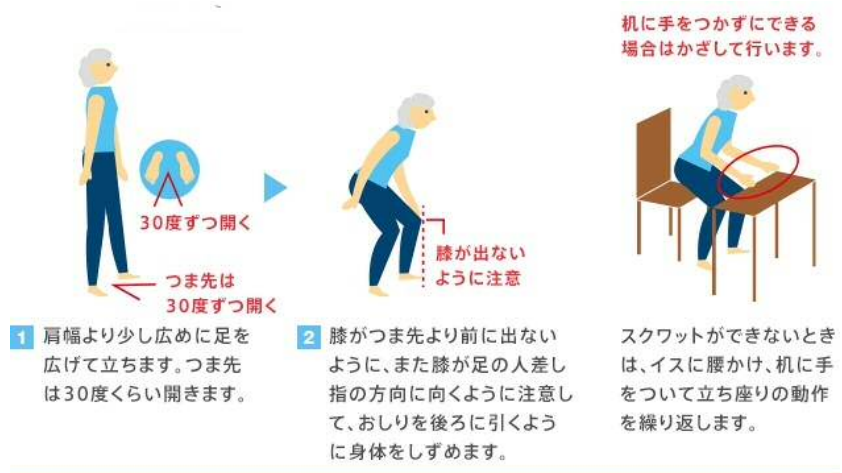 30度ずつ開く
つま先は
30度ずつ開く
1 肩幅より少し広めに足を
広げて立ちます。つま先
は30度くらい開きます。
膝が出ない
ように注意
2 膝がつま先より前に出ない
ように、また膝が足の人差し
指の方向に向くように注意し
て、おしりを後ろに引くよう
に身体をしずめます。
机に手をつかずにできる
場合はかざして行います。
スクワットができないとき
は、イスに腰かけ、机に手
をついて立ち座りの動作
を繰り返します。